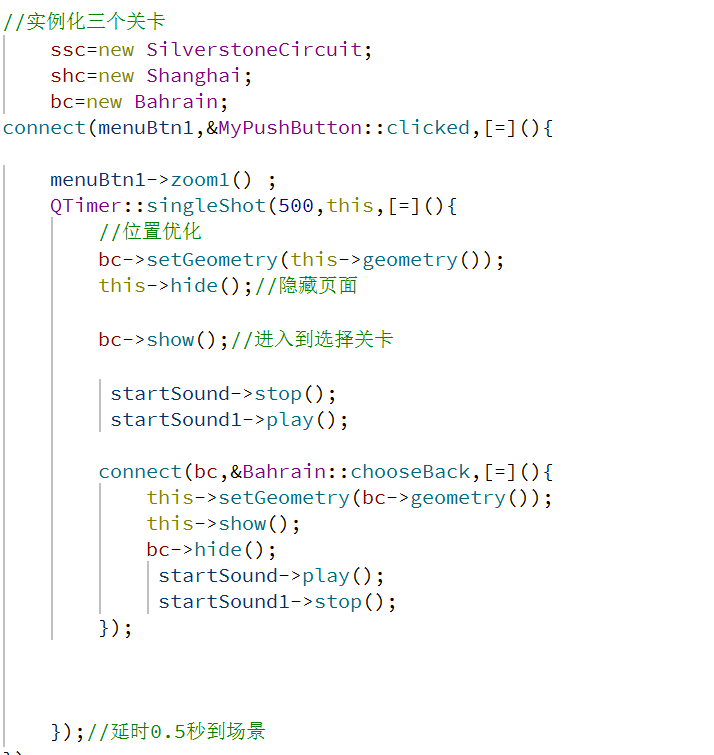 //实例化三个关卡
ssc=new SilverstoneCircuit;
shc=new Shanghai;
bc=new Bahrain;
connect(menuBtn1,&MyPushButton::clicked,[=](){
menuBtn1->zoom1() ;
QTimer::singleShot(500,this,[=](){
//位置优化
bc->setGeometry(this->geometry());
this->hide();//隐藏页面
bc->show();//进入到选择关卡
startSound->stop();
startSound1->play();
connect(bc,&Bahrain::chooseBack,[=](){
this->setGeometry(bc->geometry());
this->show();
bc->hide();
startSound->play();
startSound1->stop();
});
});//延时0.5秒到场景